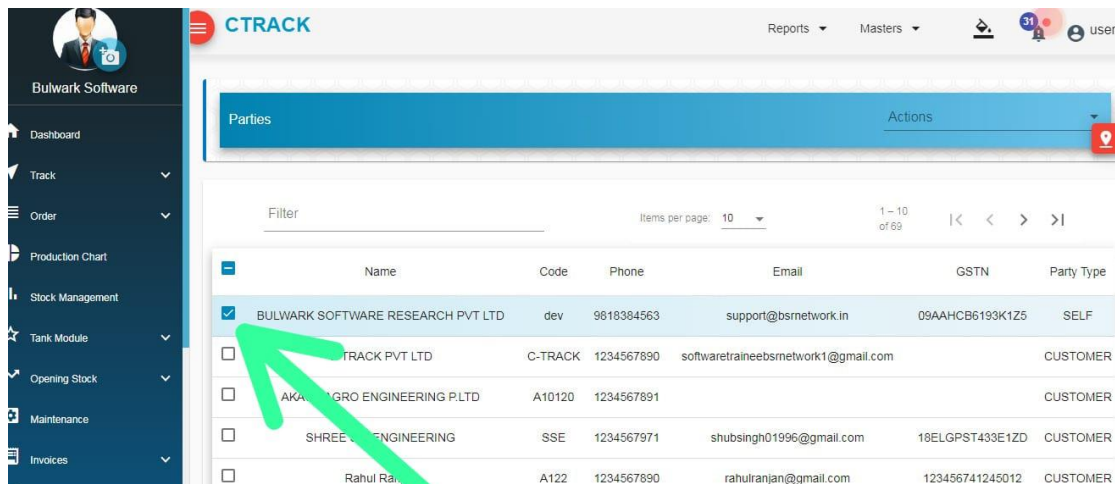 CTRACK
Reports
Masters
31
user
Bulwark Software
Parties
Actions
Dashboard
Track
Order
Production Chart
Stock Management
Tank Module
Opening Stock
Maintenance
Invoices
Filter
Items per page: 10
1 – 10
of 69
Name Code Phone Email GSTN Party Type
BULWARK SOFTWARE RESEARCH PVT LTD dev 9818384563 support@bsrnetwork.in 09AAHCB6193K1Z5 SELF
TRACK PVT LTD C-TRACK 1234567890 softwaretraineebsrnetwork1@gmail.com CUSTOMER
AGRO ENGINEERING P.LTD A10120 1234567891 CUSTOMER
SHREE ENGINEERING SSE 1234567971 shubsingh01996@gmail.com 18ELGPST433E1ZD CUSTOMER
Rahul A122 1234567890 rahulranjan@gmail.com 123456741245012 CUSTOMER